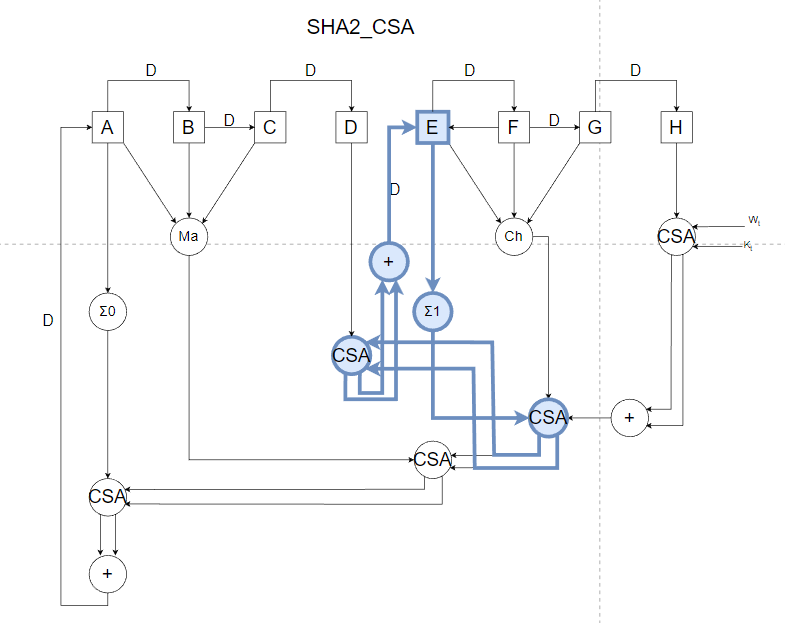 SHA2_CSA
D D D D
A B D C D E F D G H
D
Ma Ch CSA Wt
Kt
+
D Σ0 Σ1
CSA
CSA +
CSA
CSA
+